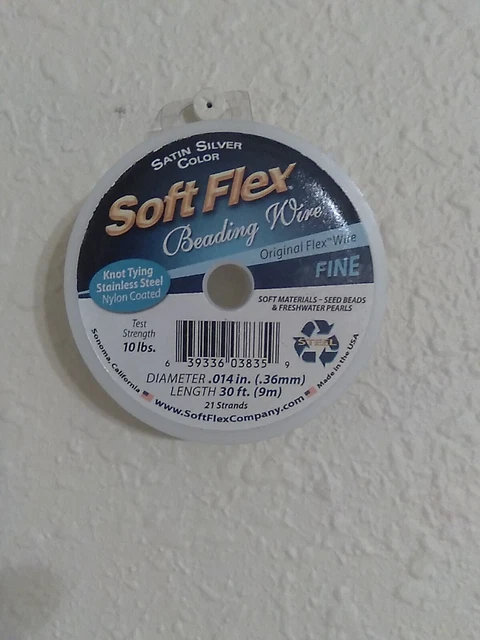 SATIN SILVER
COLOR
Soft Flex®
Beading Wire
Original Flex™ Wire
FINE
Knot Tying
Stainless Steel
Nylon Coated
SOFT MATERIALS - SEED BEADS
& FRESHWATER PEARLS
Test
Strength
10 lbs.
6 39336 03835 9
STEEL
DIAMETER .014 in. (.36mm)
LENGTH 30 ft. (9m)
21 Strands
Sonoma, California
www.SoftFlexCompany.com
Made in the USA